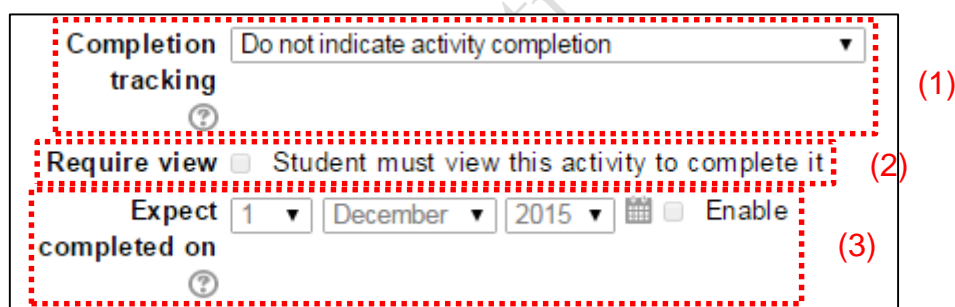 Completion Do not indicate activity completion
tracking
(1)
?
Require view Student must view this activity to complete it (2)
Expect 1 December 2015 Enable
completed on (3)
?